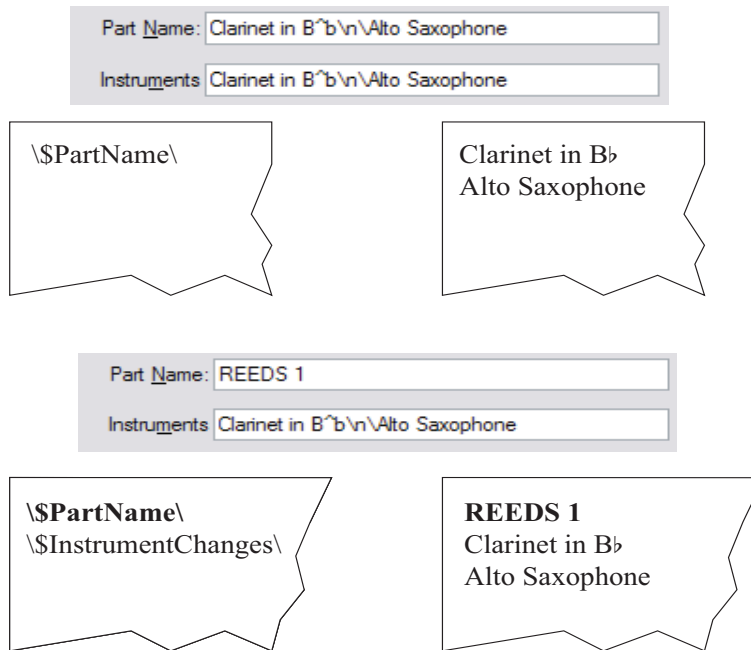 Part Name: Clarinet in B^b\n\Alto Saxophone
Instruments Clarinet in B^b\n\Alto Saxophone
\$PartName\
Clarinet in B♭
Alto Saxophone
Part Name: REEDS 1
Instruments Clarinet in B^b\n\Alto Saxophone
\$PartName\
\$InstrumentChanges\
REEDS 1
Clarinet in B♭
Alto Saxophone